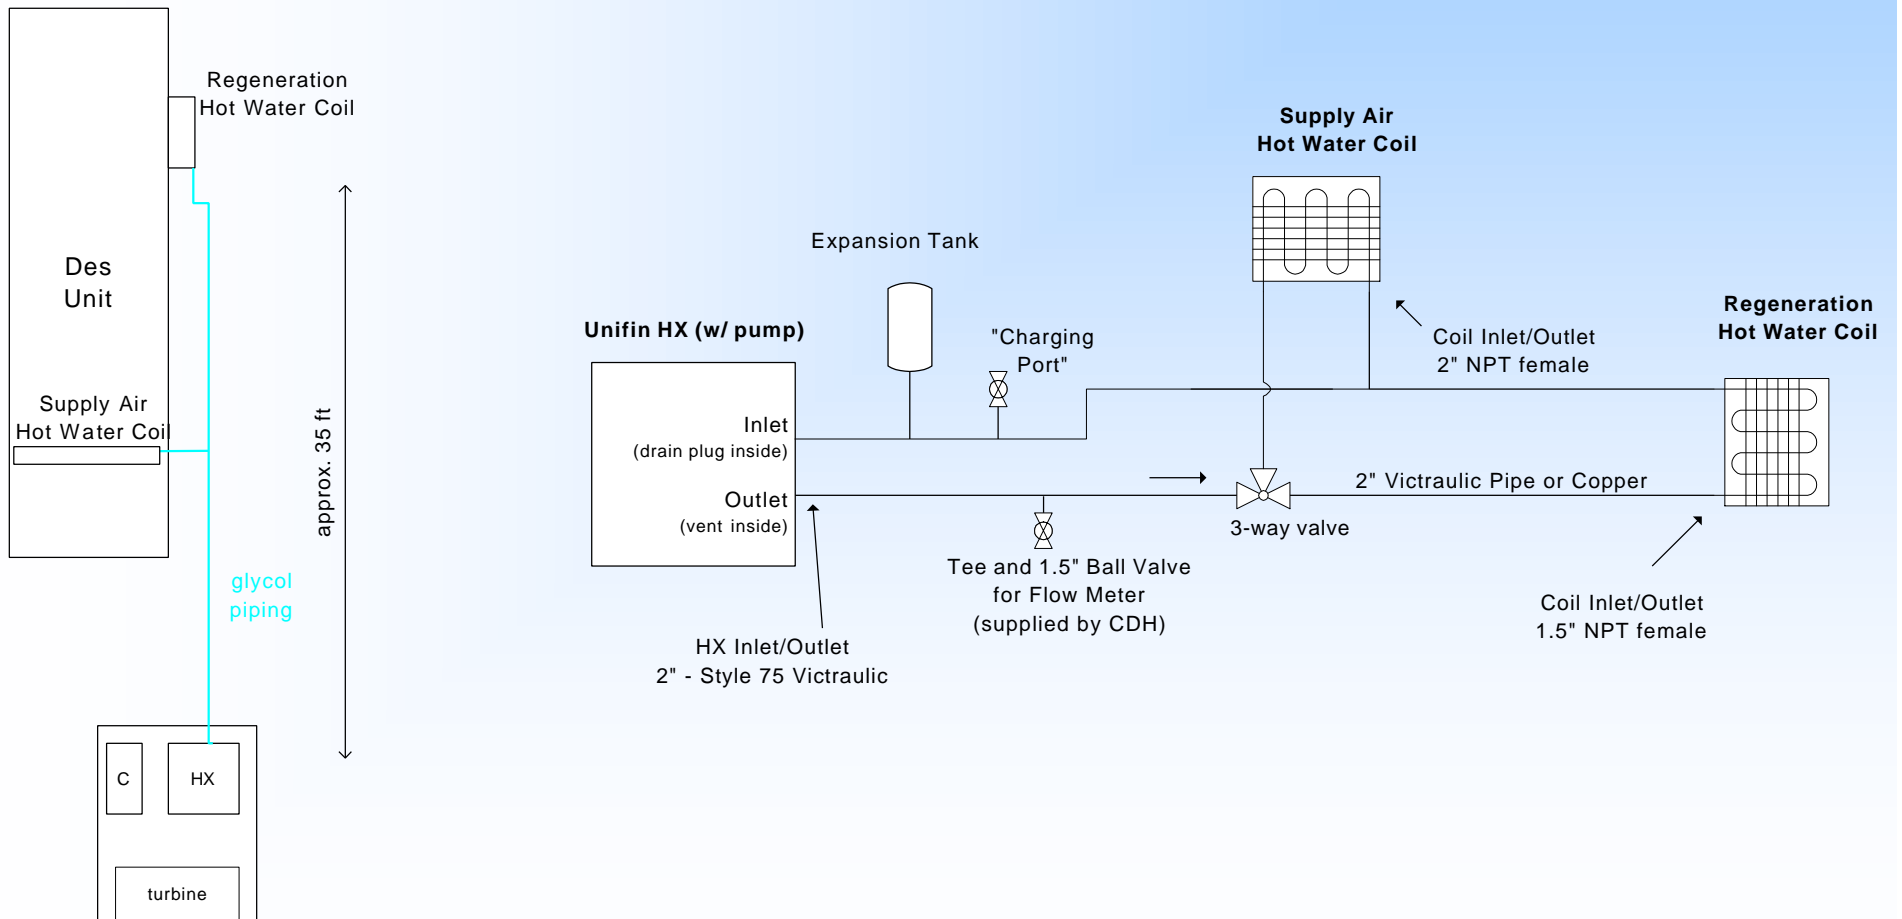 Regeneration
Hot Water Coil
Des
Unit
Supply Air
Hot Water Coil
approx. 35 ft
glycol
piping
C
HX
turbine
Supply Air
Hot Water Coil
Expansion Tank
Unifin HX (w/ pump)
"Charging
Port"
Coil Inlet/Outlet
2" NPT female
Regeneration
Hot Water Coil
Inlet
(drain plug inside)
Outlet
(vent inside)
2" Victraulic Pipe or Copper
3-way valve
Tee and 1.5" Ball Valve
for Flow Meter
(supplied by CDH)
HX Inlet/Outlet
2" - Style 75 Victraulic
Coil Inlet/Outlet
1.5" NPT female